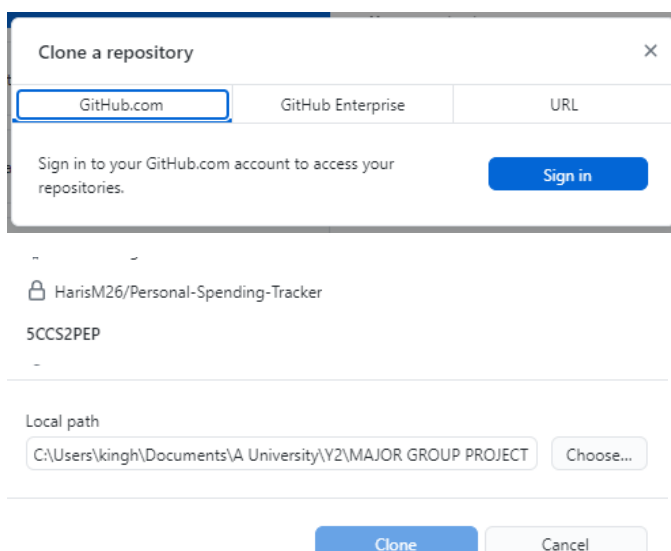 Clone a repository
GitHub.com
GitHub Enterprise
URL
Sign in to your GitHub.com account to access your
repositories.
Sign in
HarisM26/Personal-Spending-Tracker
5CCS2PEP
Local path
C:\Users\kingh\Documents\A University\Y2\MAJOR GROUP PROJECT
Choose...
Clone
Cancel